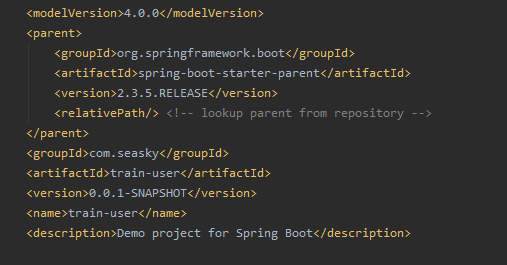 <modelVersion>4.0.0</modelVersion>
<parent>
<groupId>org.springframework.boot</groupId>
<artifactId>spring-boot-starter-parent</artifactId>
<version>2.3.5.RELEASE</version>
<relativePath/> <!-- lookup parent from repository -->
</parent>
<groupId>com.seasky</groupId>
<artifactId>train-user</artifactId>
<version>0.0.1-SNAPSHOT</version>
<name>train-user</name>
<description>Demo project for Spring Boot</description>